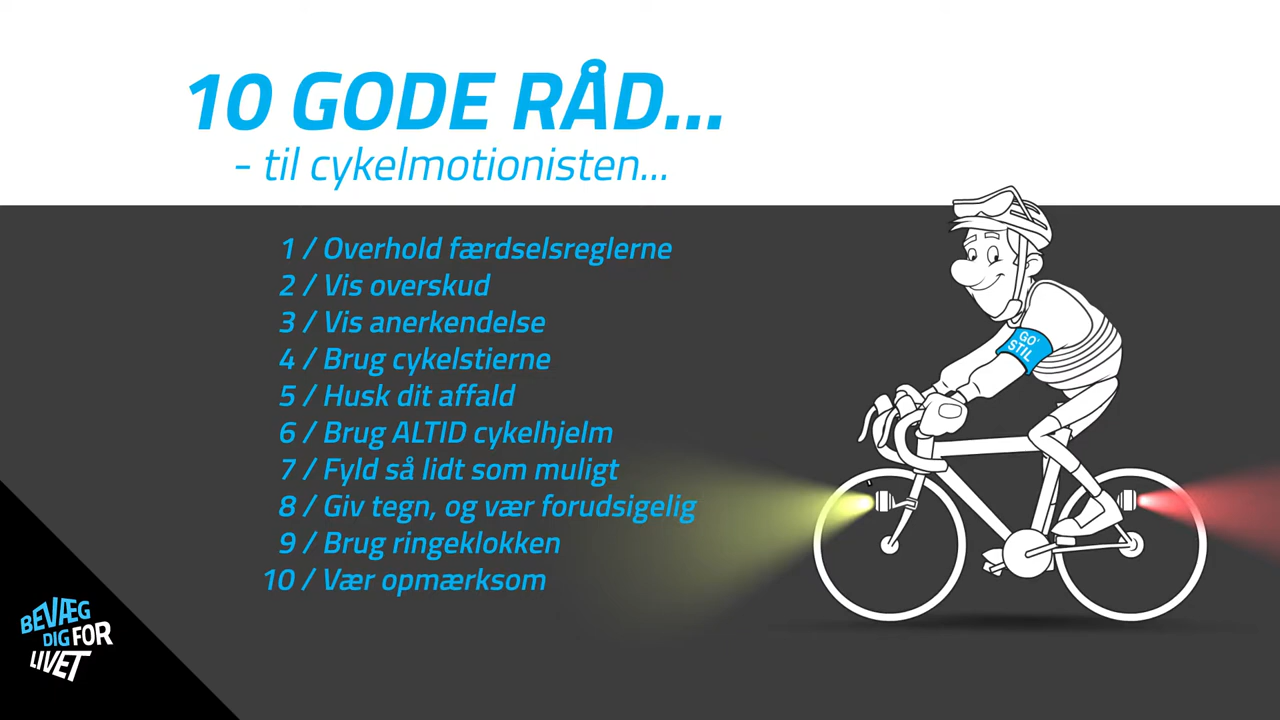 10 GODE RÅD...
- til cykelmotionisten...
1 / Overhold færdselsreglerne
2 / Vis overskud
3 / Vis anerkendelse
4 / Brug cykelstierne
5 / Husk dit affald
6 / Brug ALTID cykelhjelm
7 / Fyld så lidt som muligt
8 / Giv tegn, og vær forudsigelig
9 / Brug ringeklokken
10 / Vær opmærksom
GO'
STIL
BEVÆG
DIG FOR
LIVET